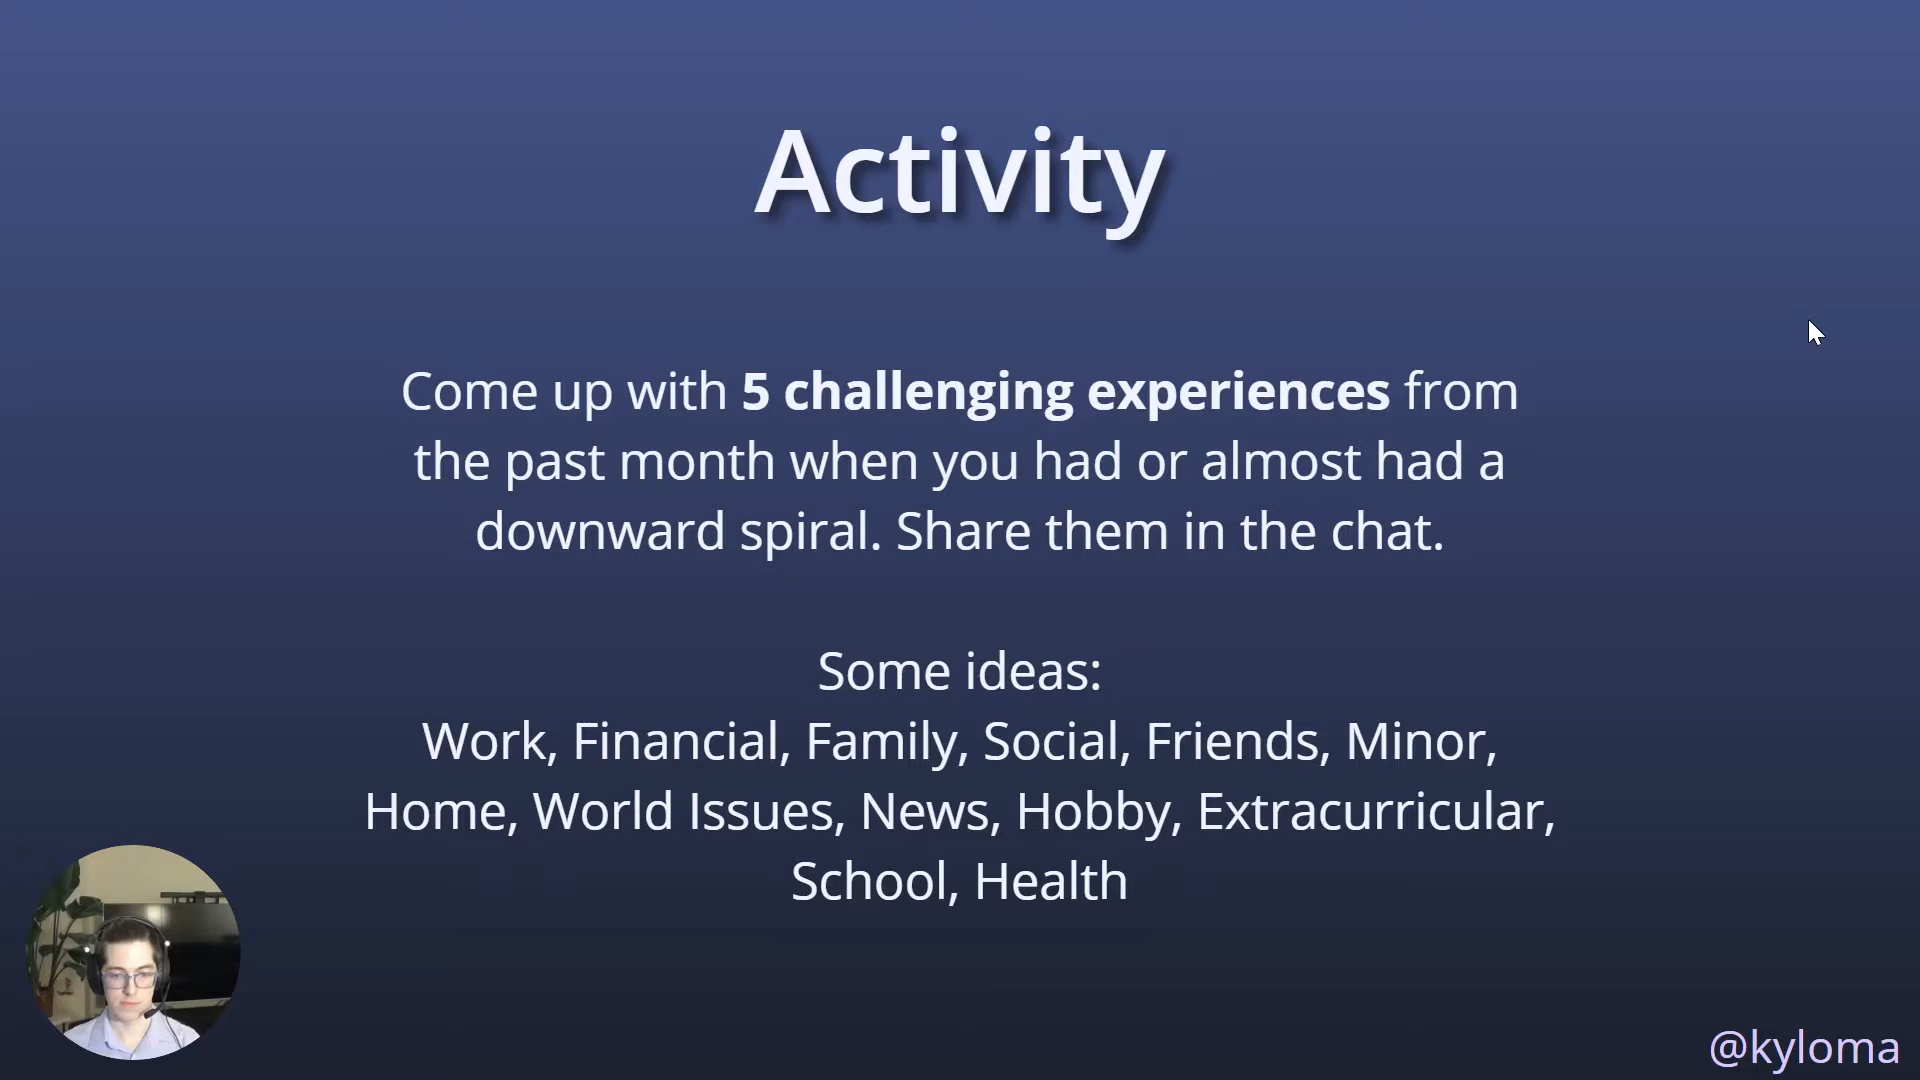 Activity
Come up with 5 challenging experiences from
the past month when you had or almost had a
downward spiral. Share them in the chat.
Some ideas:
Work, Financial, Family, Social, Friends, Minor,
Home, World Issues, News, Hobby, Extracurricular,
School, Health
@kyloma